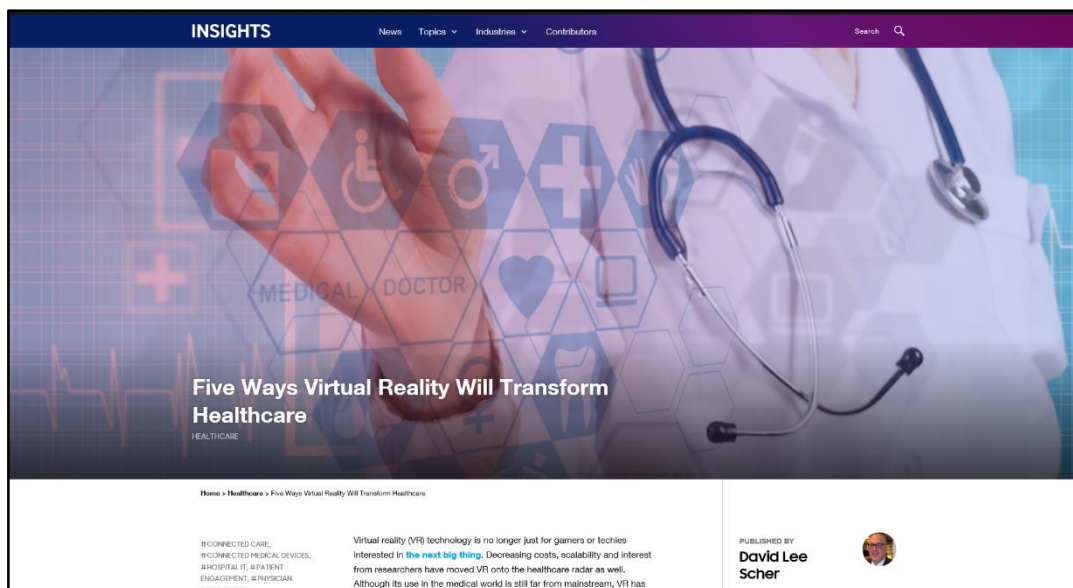 INSIGHTS
News Topics Industries Contributors
Search
MEDICAL DOCTOR
Five Ways Virtual Reality Will Transform
Healthcare
HEALTHCARE
Home > Healthcare > Five Ways Virtual Reality Will Transform Healthcare
#CONNECTED CARE,
#CONNECTED MEDICAL DEVICES,
#HOSPITAL IT, #PATIENT
ENGAGEMENT, #PHYSICIAN
Virtual reality (VR) technology is no longer just for gamers or techies
interested in the next big thing. Decreasing costs, scalability and interest
from researchers have moved VR onto the healthcare radar as well.
Although its use in the medical world is still far from mainstream, VR has
PUBLISHED BY
David Lee
Scher